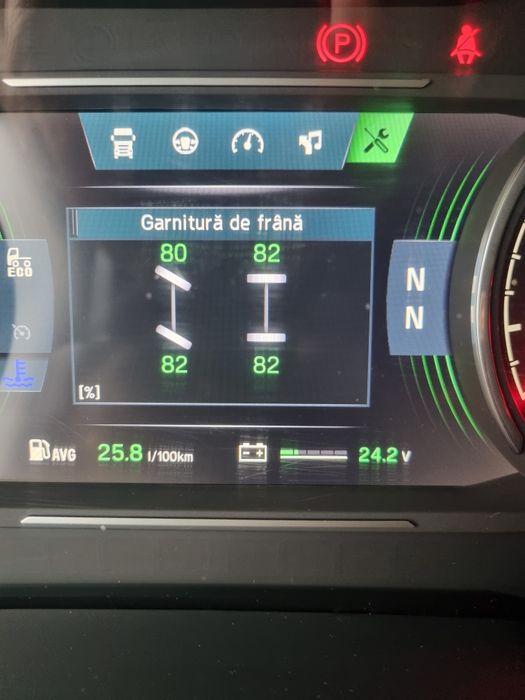 P
Garnitură de frână
80 82
ECO
N
N
82 82
[%]
AVG 25.8 l/100km 24.2 V